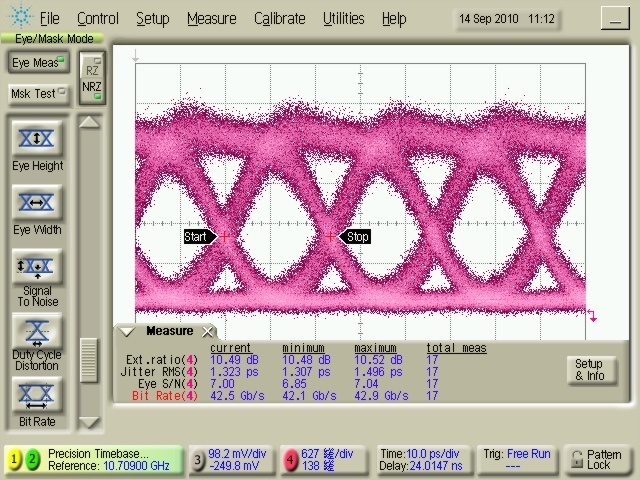 File Control Setup Measure Calibrate Utilities Help 14 Sep 2010 11:12
Eye/Mask Mode
Eye Meas
RZ
NRZ
Msk Test
Eye Height
Eye Width
Signal
To Noise
Duty Cycle
Distortion
Bit Rate
Start
Stop
Measure
current minimum maximum total meas
Ext.ratio(4) 10.49 dB 10.48 dB 10.52 dB 17
Jitter RMS(4) 1.323 ps 1.307 ps 1.496 ps 17
Eye S/N(4) 7.00 6.85 7.04 17
Bit Rate(4) 42.5 Gb/s 42.1 Gb/s 42.9 Gb/s 17
Setup
& Info
1 2 Precision Timebase...
Reference: 10.70900 GHz
3 98.2 mV/div
-249.8 mV
4 627 鑝/div
138 鑝
Time:10.0 ps/div
Delay:24.0147 ns
Trig: Free Run
---
Pattern
Lock